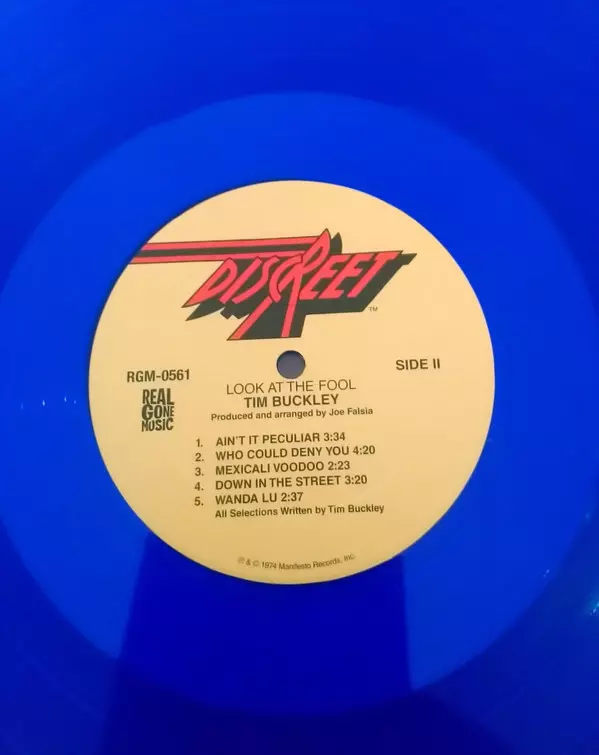 DISCREET
TM
RGM-0561
SIDE II
REAL
GONE
MUSIC
LOOK AT THE FOOL
TIM BUCKLEY
Produced and arranged by Joe Falsia
1. AIN'T IT PECULIAR 3:34
2. WHO COULD DENY YOU 4:20
3. MEXICALI VOODOO 2:23
4. DOWN IN THE STREET 3:20
5. WANDA LU 2:37
All Selections Written by Tim Buckley
℗ & © 1974 Manifesto Records, Inc.